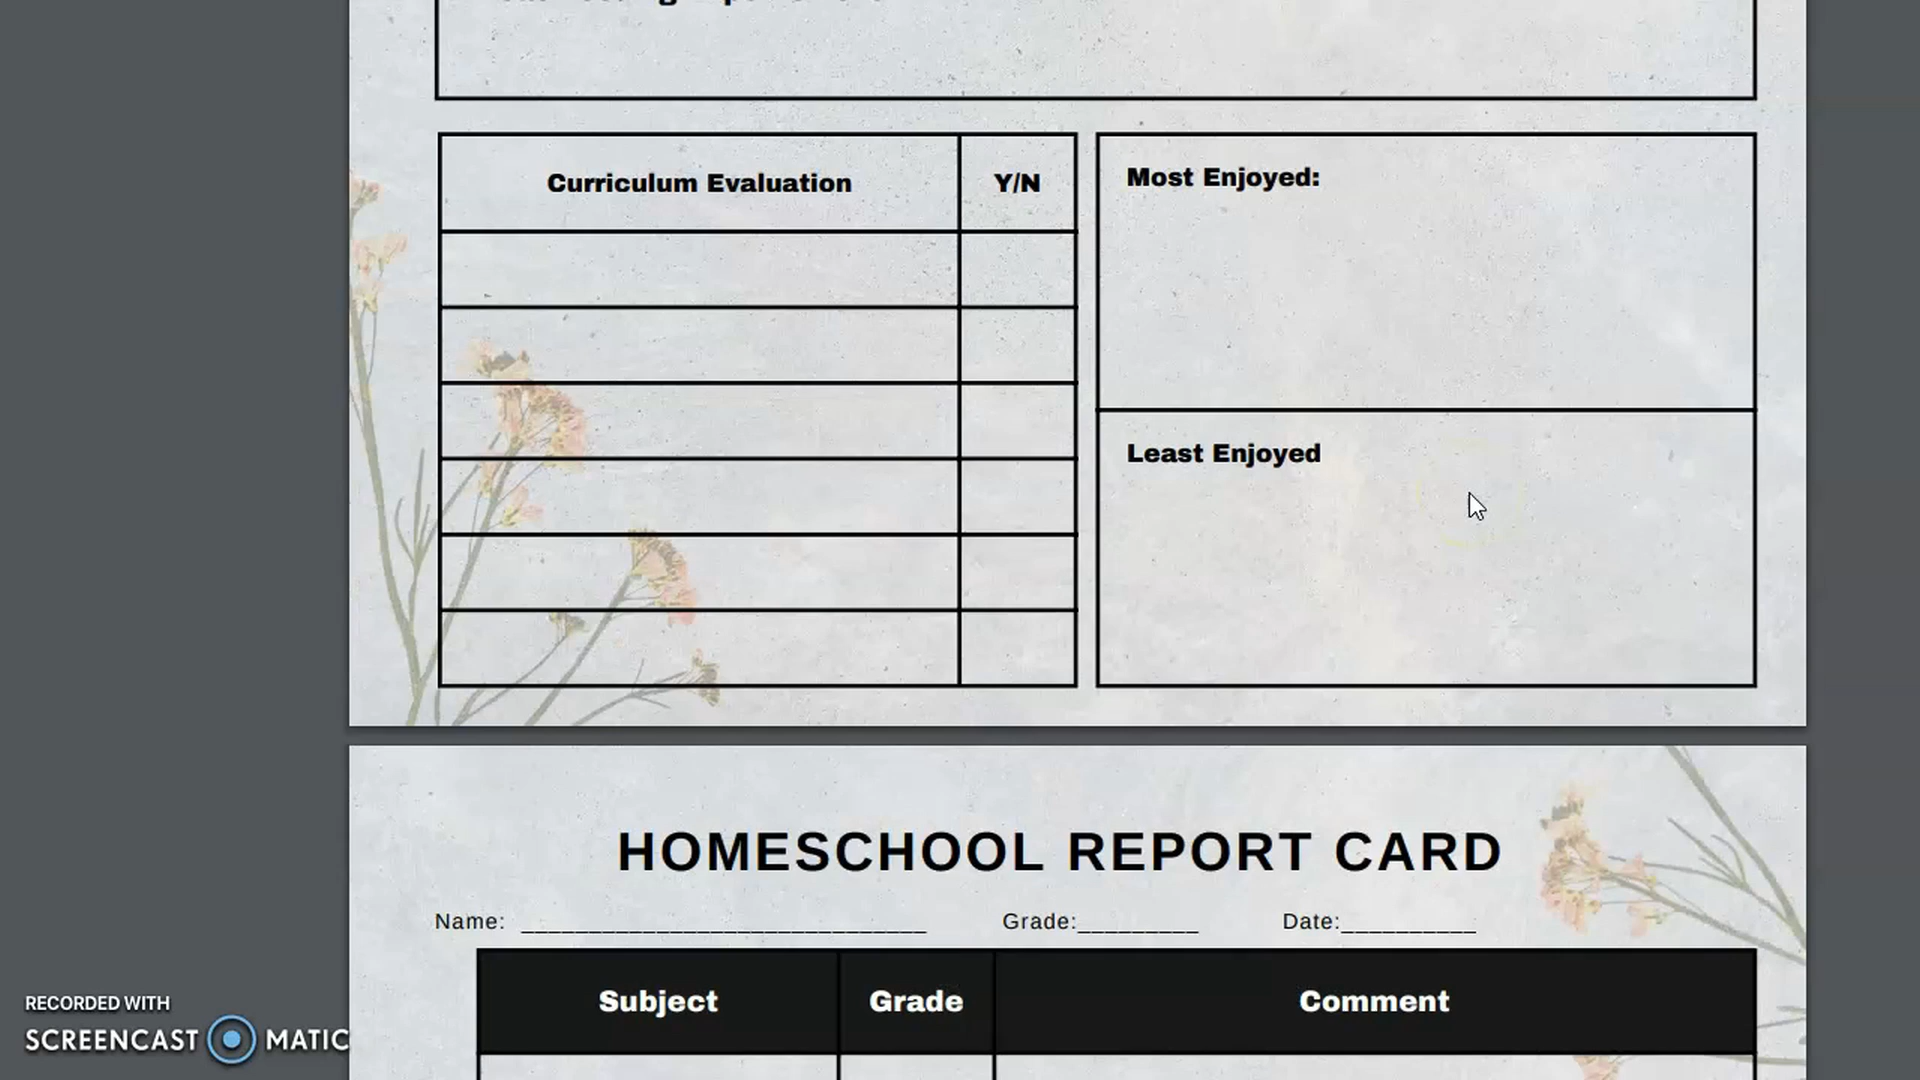 Curriculum Evaluation
Y/N
Most Enjoyed:
Least Enjoyed
HOMESCHOOL REPORT CARD
Name: ______________________________ Grade:_________ Date:__________
Subject
Grade
Comment
RECORDED WITH
SCREENCAST MATIC